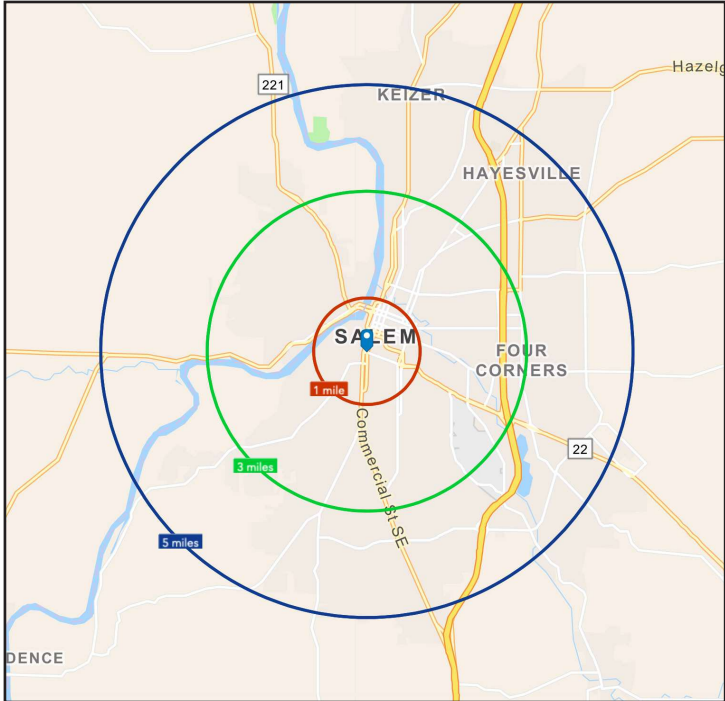 Hazelg
221
KEIZER
HAYESVILLE
SALEM
FOUR
CORNERS
1 mile
Commercial St SE
22
3 miles
5 miles
DENCE